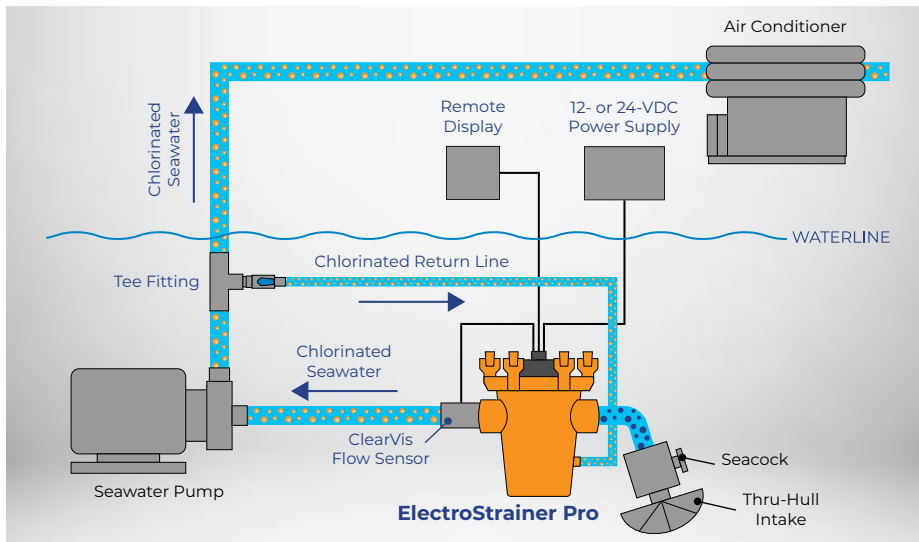 Air Conditioner
Remote
Display
12- or 24-VDC
Power Supply
Chlorinated
Seawater
WATERLINE
Chlorinated Return Line
Tee Fitting
Chlorinated
Seawater
ClearVis
Flow Sensor
Seacock
Seawater Pump
Thru-Hull
Intake
ElectroStrainer Pro